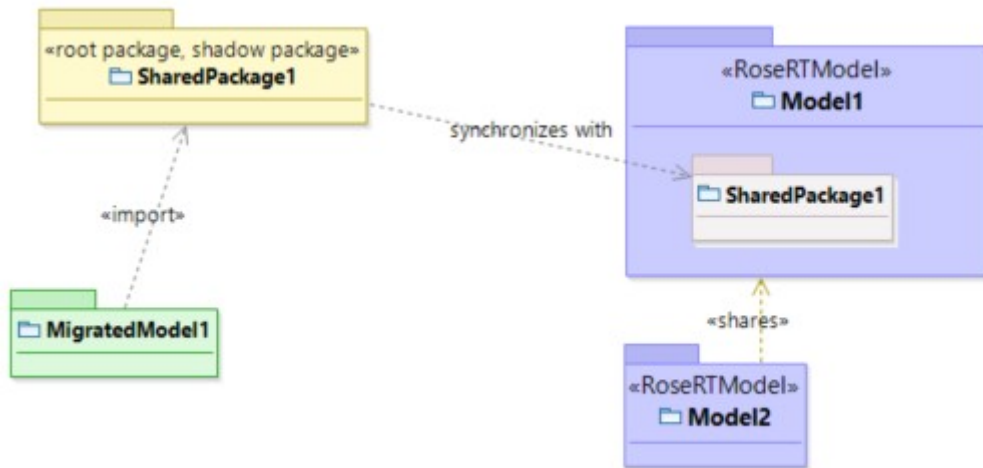 «root package, shadow package»
SharedPackage1
«RoseRTModel»
Model1
synchronizes with
SharedPackage1
«import»
MigratedModel1
«shares»
«RoseRTModel»
Model2